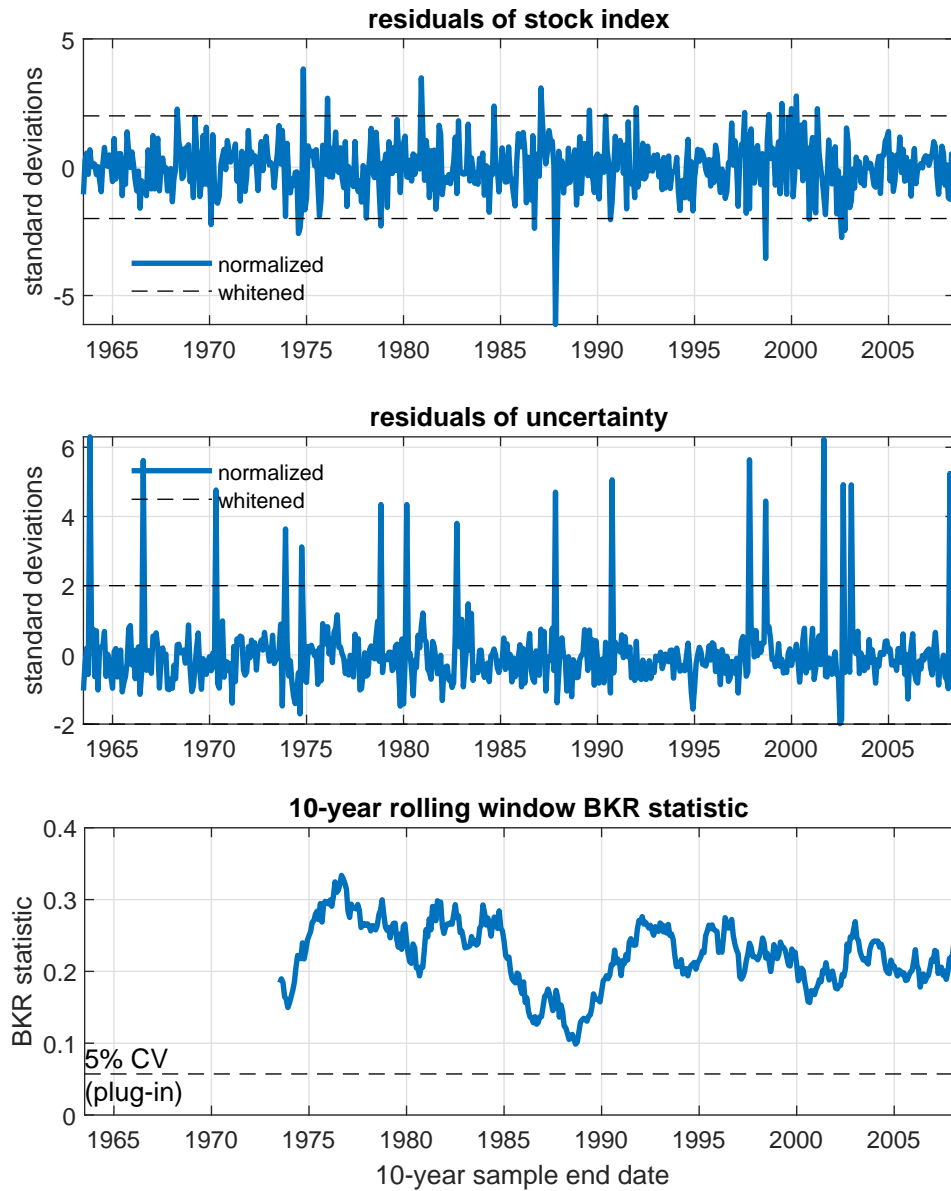 residuals of stock index
5
0
-5
standard deviations
normalized
whitened
1965 1970 1975 1980 1985 1990 1995 2000 2005
residuals of uncertainty
6
4
2
0
-2
standard deviations
normalized
whitened
1965 1970 1975 1980 1985 1990 1995 2000 2005
10-year rolling window BKR statistic
0.4
0.3
0.2
0.1
0
BKR statistic
5% CV
(plug-in)
1965 1970 1975 1980 1985 1990 1995 2000 2005
10-year sample end date